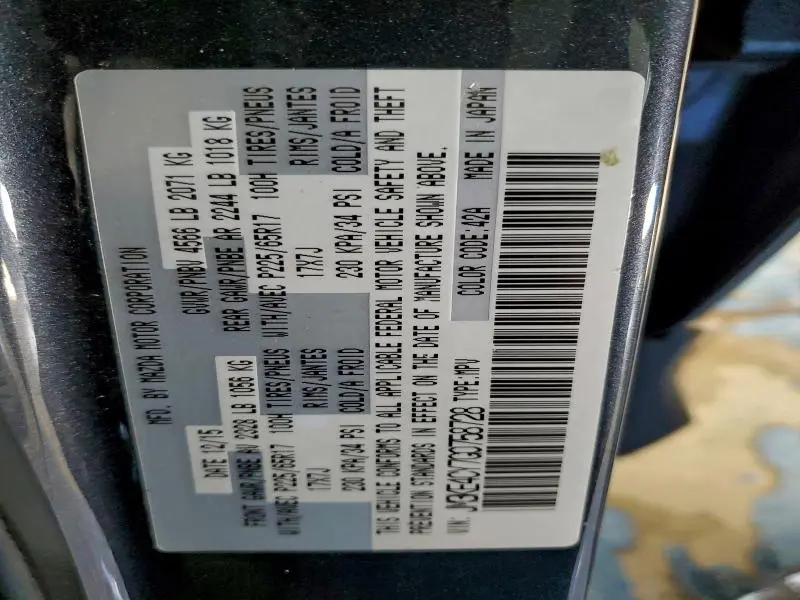 MFD. BY MAZDA MOTOR CORPORATION
DATE 12/15 GVWR/PNBV 4566 LB 2071 KG
FRONT GAWR/PNBE AV 2328 LB 1056 KG REAR GAWR/PNBE AR 2244 LB 1018 KG
WITH/AVEC P225/65R17 100H TIRES/PNEUS WITH/AVEC P225/65R17 100H TIRES/PNEUS
17X7J RIMS/JANTES 17X7J RIMS/JANTES
230 KPA/34 PSI COLD/A FROID 230 KPA/34 PSI COLD/A FROID
THIS VEHICLE CONFORMS TO ALL APPLICABLE FEDERAL MOTOR VEHICLE SAFETY AND THEFT
PREVENTION STANDARDS IN EFFECT ON THE DATE OF MANUFACTURE SHOWN ABOVE.
VIN: TYPE:MPV COLOR CODE:42A MADE IN JAPAN